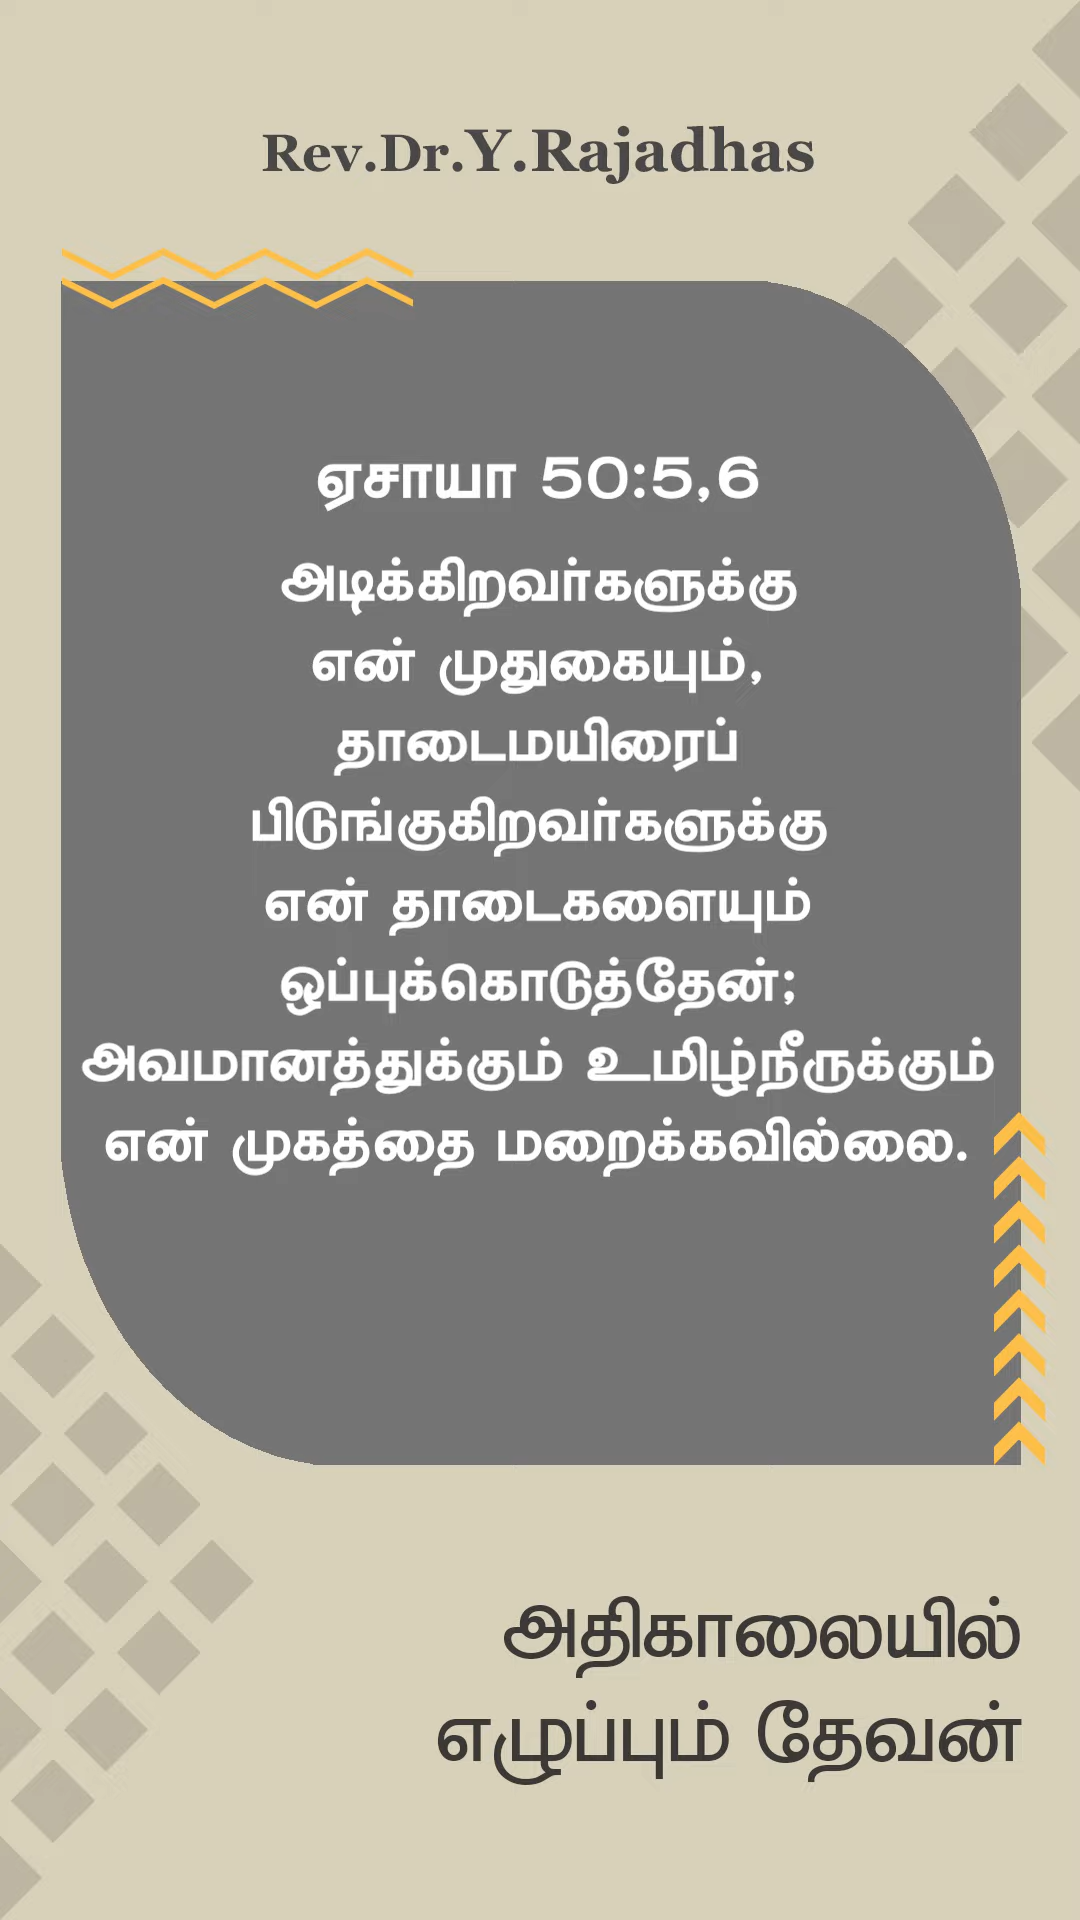 Rev.Dr.Y.Rajadhas
ஏசாயா 50:5,6
அடிக்கிறவர்களுக்கு
என் முதுகையும்,
தாடைமயிரைப்
பிடுங்குகிறவர்களுக்கு
என் தாடைகளையும்
ஒப்புக்கொடுத்தேன்;
அவமானத்துக்கும் உமிழ்நீருக்கும்
என் முகத்தை மறைக்கவில்லை.
அதிகாலையில்
எழுப்பும் தேவன்